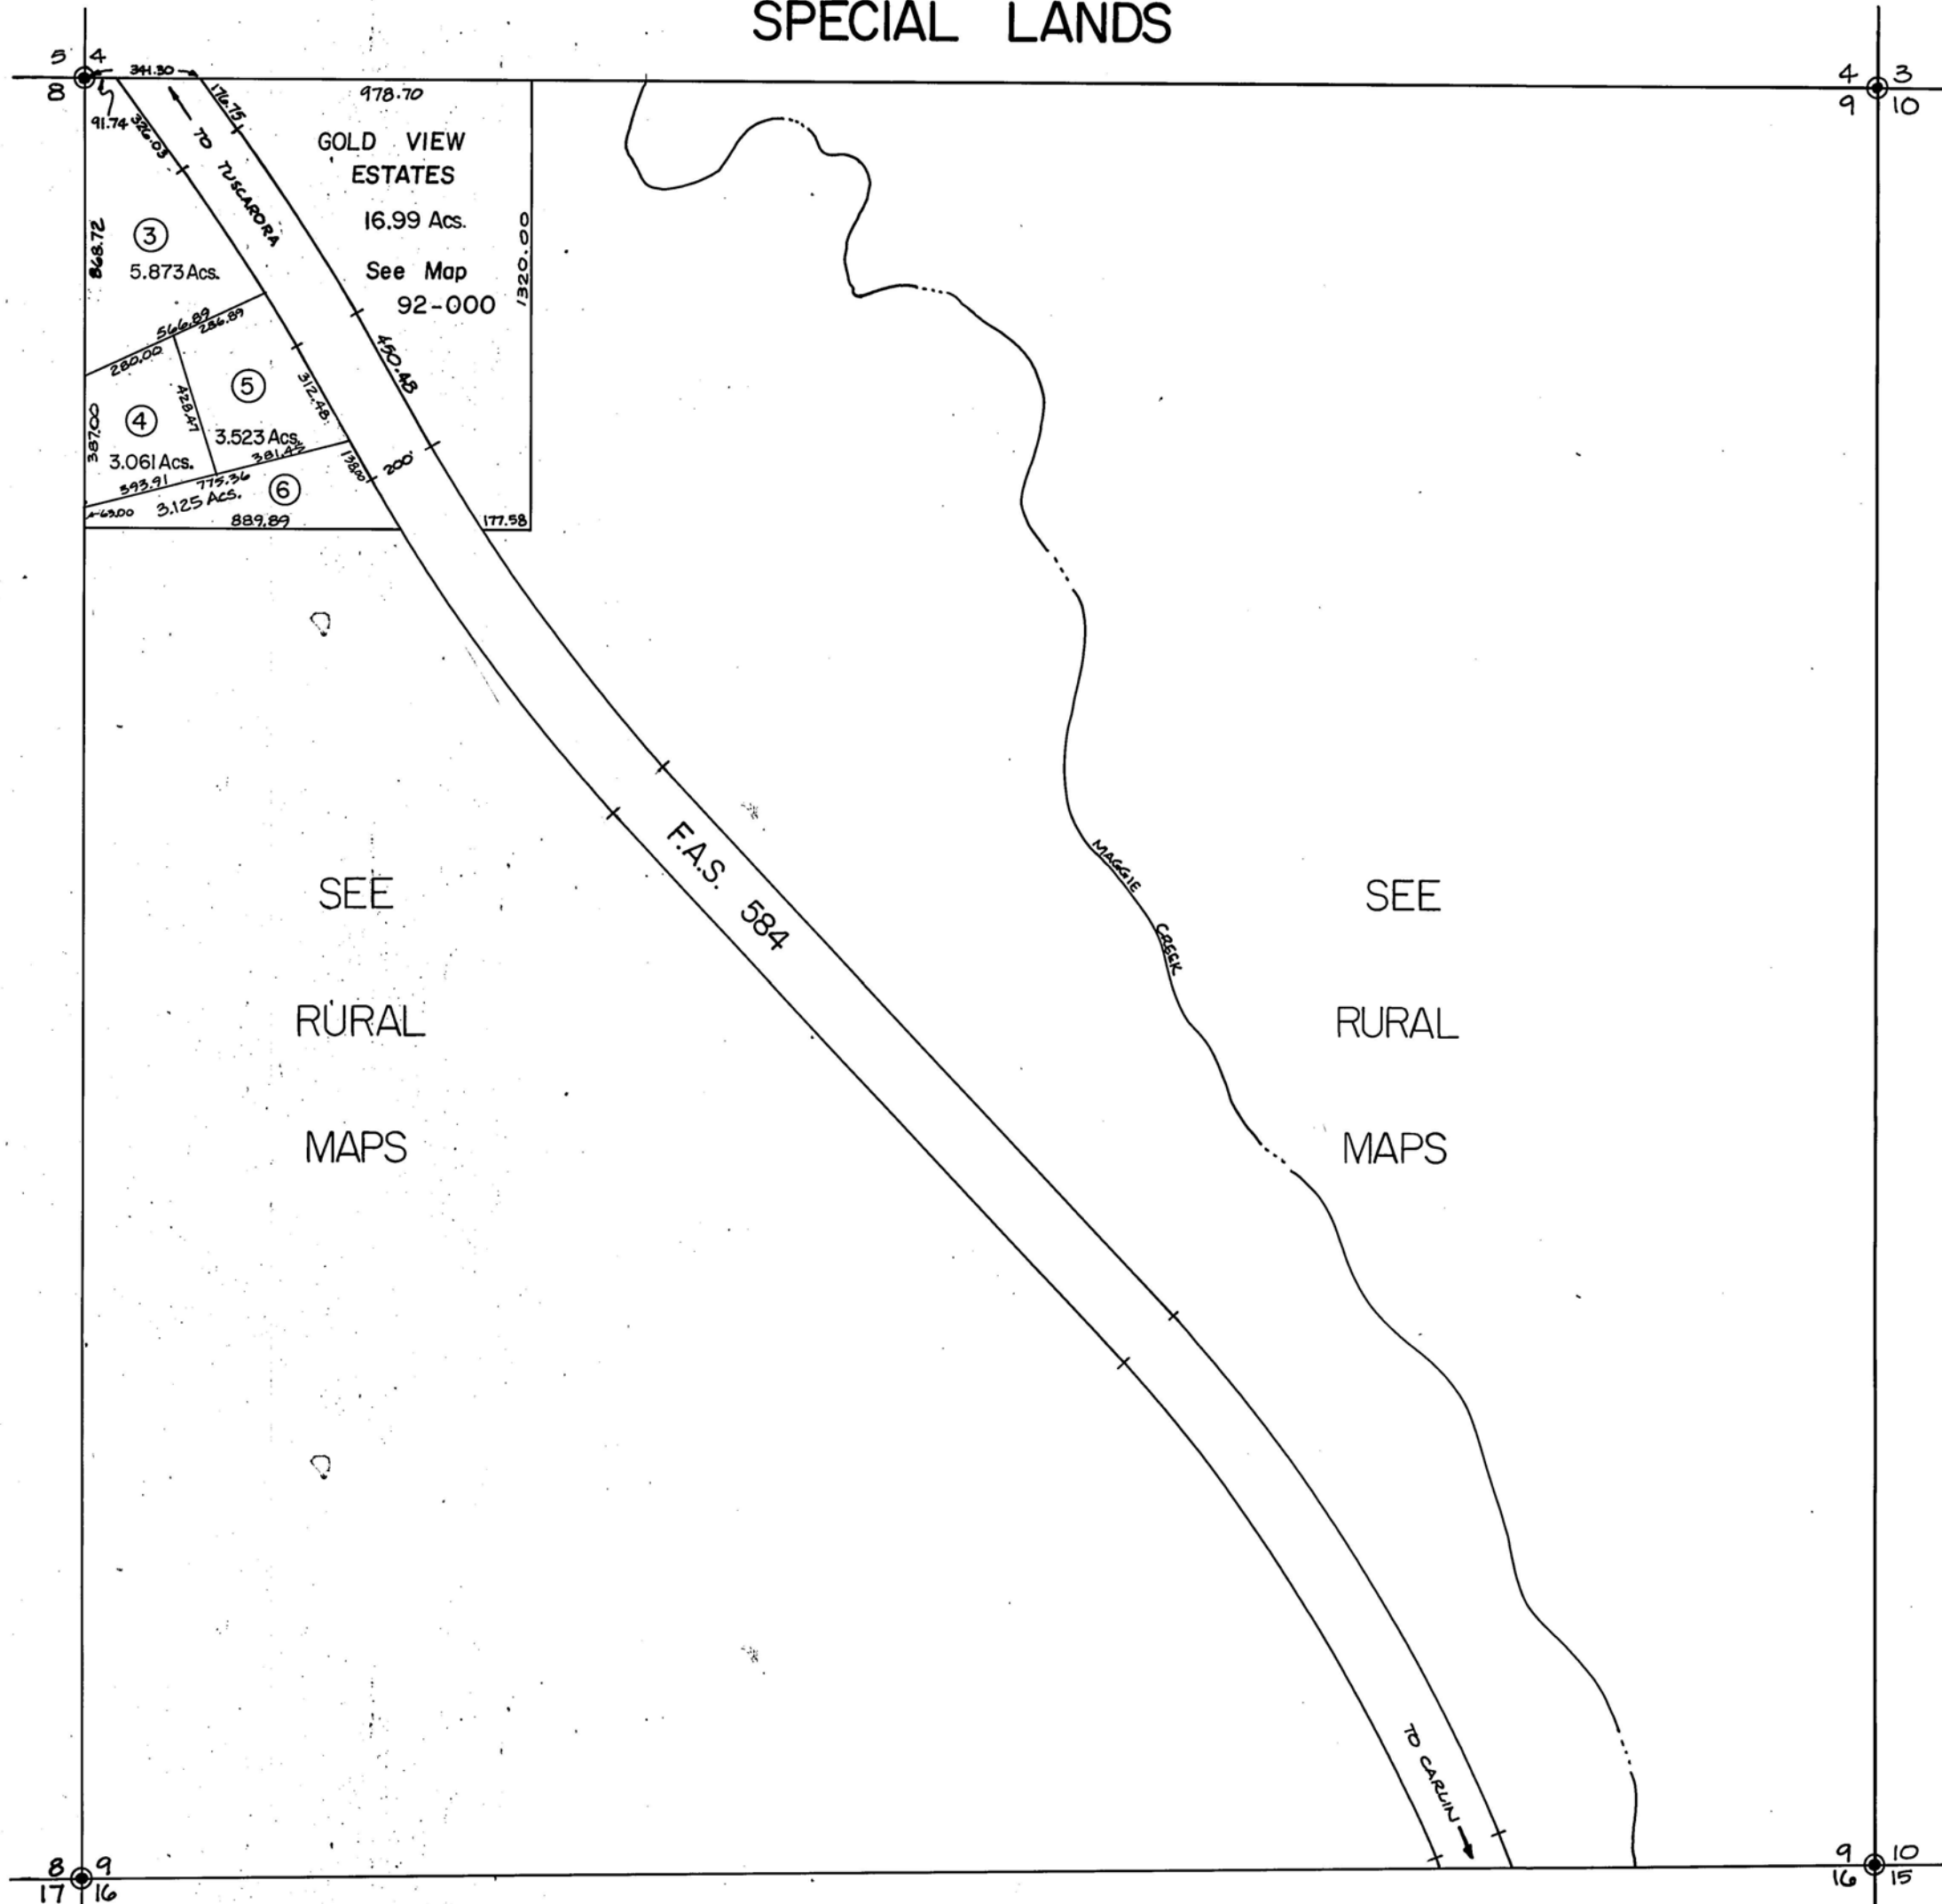 SPECIAL LANDS
5 4
8
341.30
978.70
4 3
9 10
91.74
326.03
176.75
TO TUSCARORA
GOLD VIEW
ESTATES
16.99 Acs.
See Map
92-000
1320.00
868.72
3
5.873 Acs.
566.89
286.89
280.00
450.48
5
312.48
428.47
4
387.00
3.523 Acs.
3.061 Acs.
138.00
200'
393.91
775.36
6
3.125 Acs.
63.00
889.89
177.58
F.A.S. 584
MAGGIE
CREEK
SEE
RURAL
MAPS
SEE
RURAL
MAPS
TO CARLIN
8 9
17 16
9 10
16 15